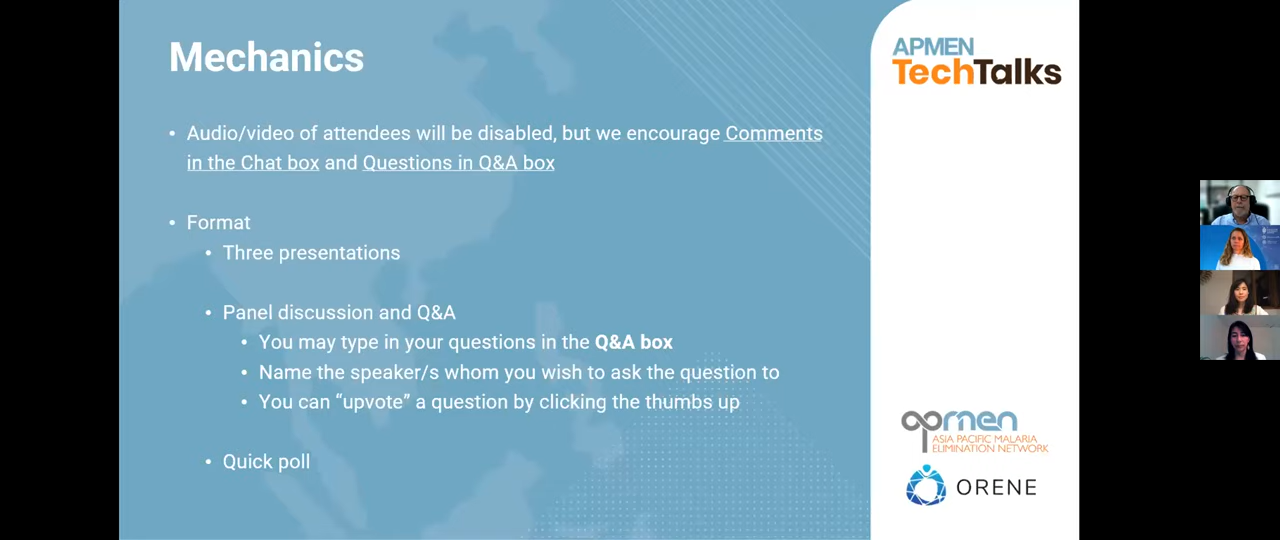 Mechanics
APMEN
TechTalks
• Audio/video of attendees will be disabled, but we encourage Comments
in the Chat box and Questions in Q&A box
• Format
• Three presentations
• Panel discussion and Q&A
• You may type in your questions in the Q&A box
• Name the speaker/s whom you wish to ask the question to
• You can “upvote” a question by clicking the thumbs up
• Quick poll
apmen
ASIA PACIFIC MALARIA
ELIMINATION NETWORK
ORENE